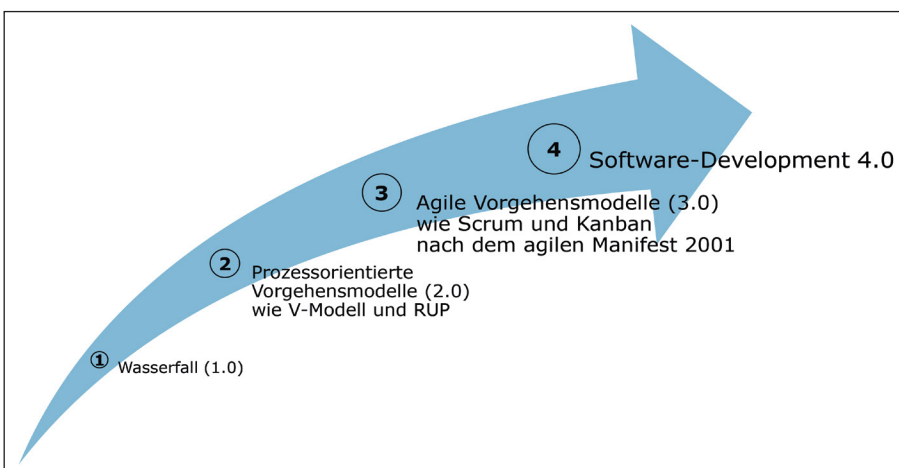 4
Software-Development 4.0
3
Agile Vorgehensmodelle (3.0)
wie Scrum und Kanban
nach dem agilen Manifest 2001
2
Prozessorientierte
Vorgehensmodelle (2.0)
wie V-Modell und RUP
1
Wasserfall (1.0)